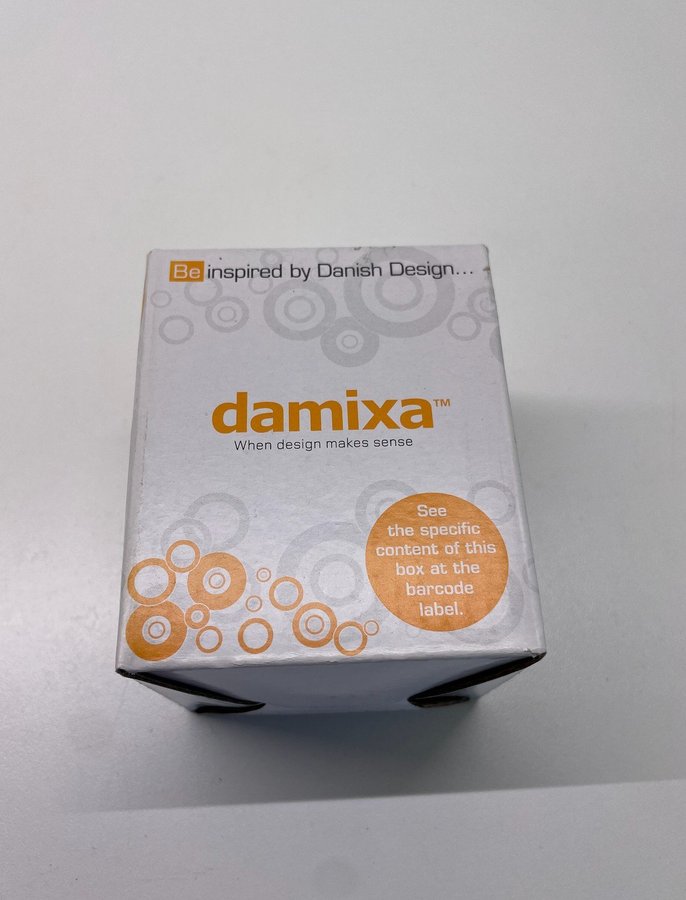 Be inspired by Danish Design...
damixa™
When design makes sense
See
the specific
content of this
box at the
barcode
label.